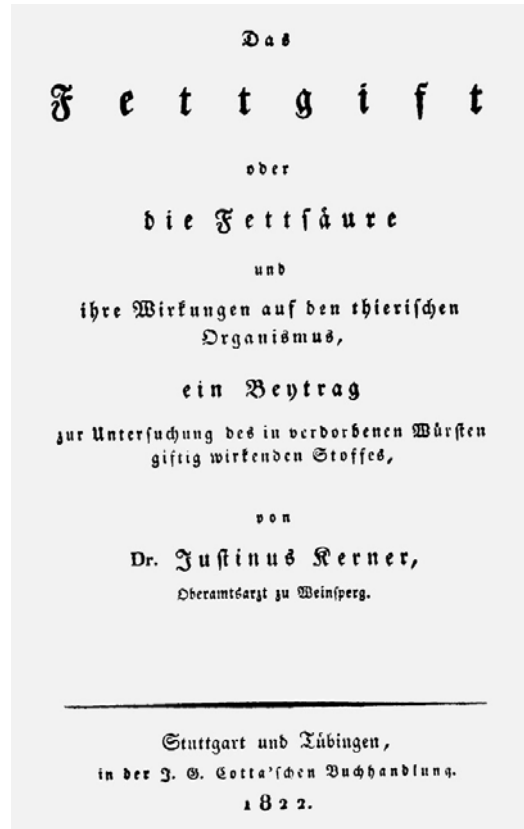 Das
Fettgift
oder
die Fettsäure
und
ihre Wirkungen auf den thierischen
Organismus,
ein Beytrag
zur Untersuchung des in verdorbenen Würsten
giftig wirkenden Stoffes,
von
Dr. Justinus Kerner,
Oberamtsarzt zu Weinsperg.
Stuttgart und Tübingen,
in der J. G. Cotta'schen Buchhandlung.
1822.